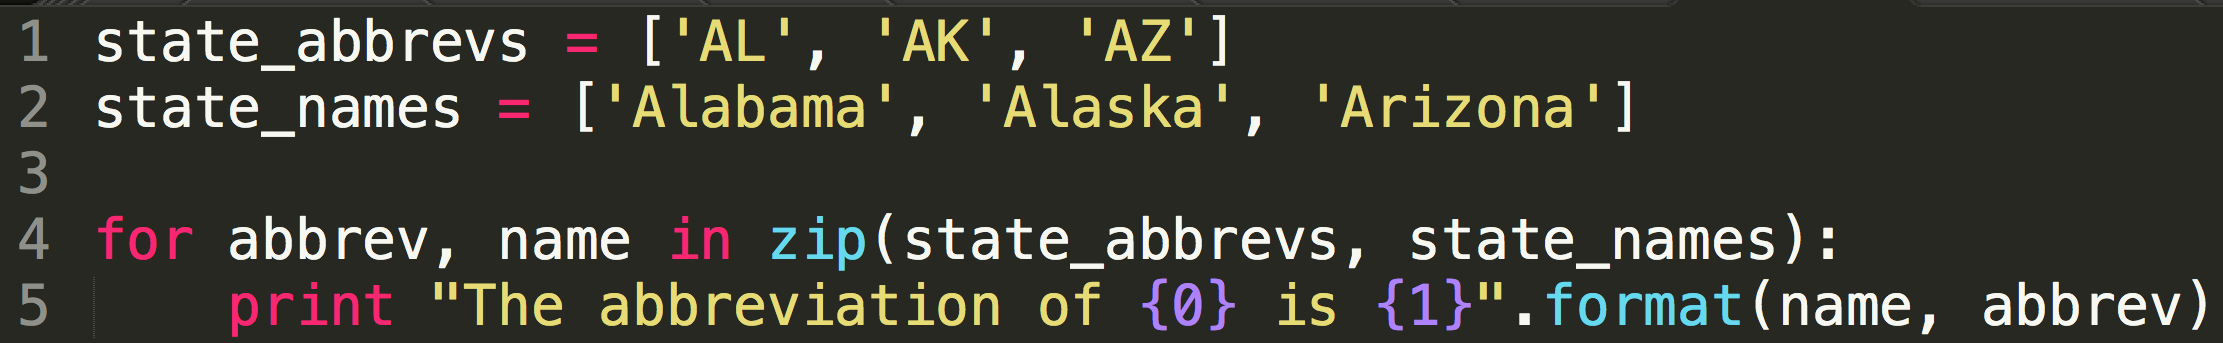 1 state_abbrevs = ['AL', 'AK', 'AZ']
2 state_names = ['Alabama', 'Alaska', 'Arizona']
3
4 for abbrev, name in zip(state_abbrevs, state_names):
5     print "The abbreviation of {0} is {1}".format(name, abbrev)